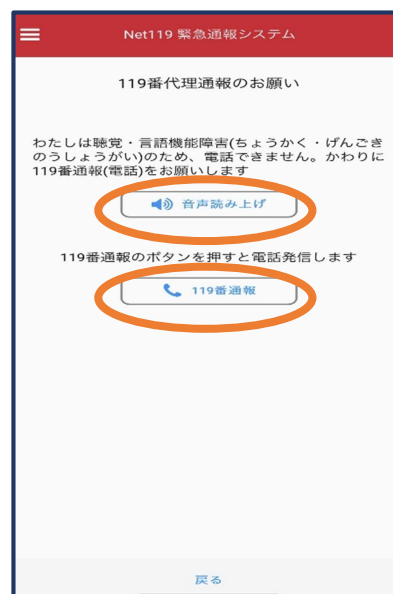 Net119 緊急通報システム
119番代理通報のお願い
わたしは聴覚・言語機能障害(ちょうかく・げんごき
のうしょうがい)のため、電話できません。かわりに
119番通報(電話)をお願いします
音声読み上げ
119番通報のボタンを押すと電話発信します
119番通報
戻る